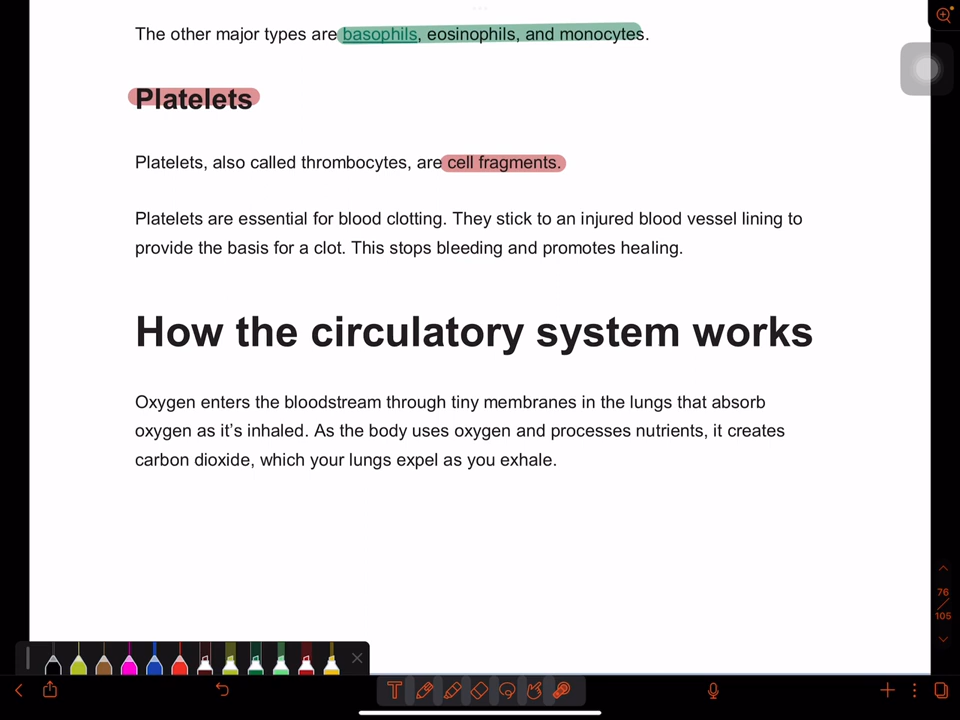 The other major types are basophils, eosinophils, and monocytes.
Platelets
Platelets, also called thrombocytes, are cell fragments.
Platelets are essential for blood clotting. They stick to an injured blood vessel lining to
provide the basis for a clot. This stops bleeding and promotes healing.
How the circulatory system works
Oxygen enters the bloodstream through tiny membranes in the lungs that absorb
oxygen as it’s inhaled. As the body uses oxygen and processes nutrients, it creates
carbon dioxide, which your lungs expel as you exhale.
76
105